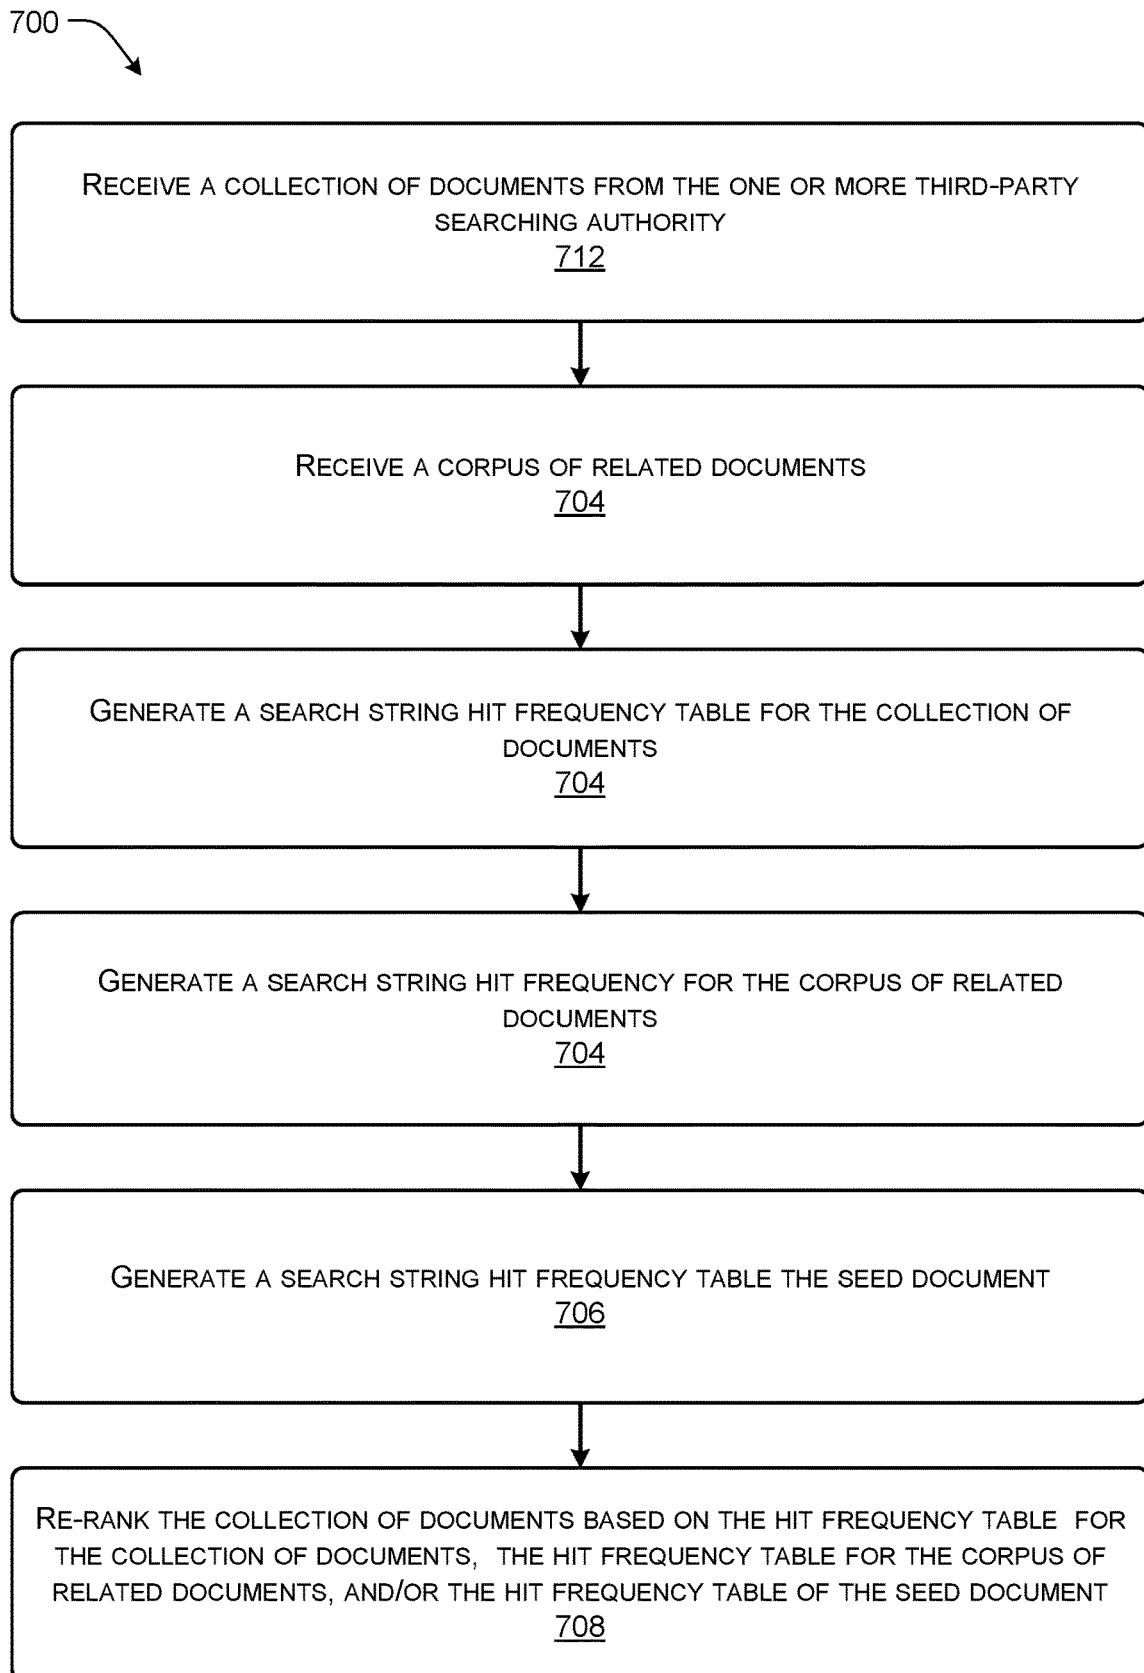 700
RECEIVE A COLLECTION OF DOCUMENTS FROM THE ONE OR MORE THIRD-PARTY
SEARCHING AUTHORITY
712
RECEIVE A CORPUS OF RELATED DOCUMENTS
704
GENERATE A SEARCH STRING HIT FREQUENCY TABLE FOR THE COLLECTION OF
DOCUMENTS
704
GENERATE A SEARCH STRING HIT FREQUENCY FOR THE CORPUS OF RELATED
DOCUMENTS
704
GENERATE A SEARCH STRING HIT FREQUENCY TABLE THE SEED DOCUMENT
706
RE-RANK THE COLLECTION OF DOCUMENTS BASED ON THE HIT FREQUENCY TABLE FOR
THE COLLECTION OF DOCUMENTS, THE HIT FREQUENCY TABLE FOR THE CORPUS OF
RELATED DOCUMENTS, AND/OR THE HIT FREQUENCY TABLE OF THE SEED DOCUMENT
708